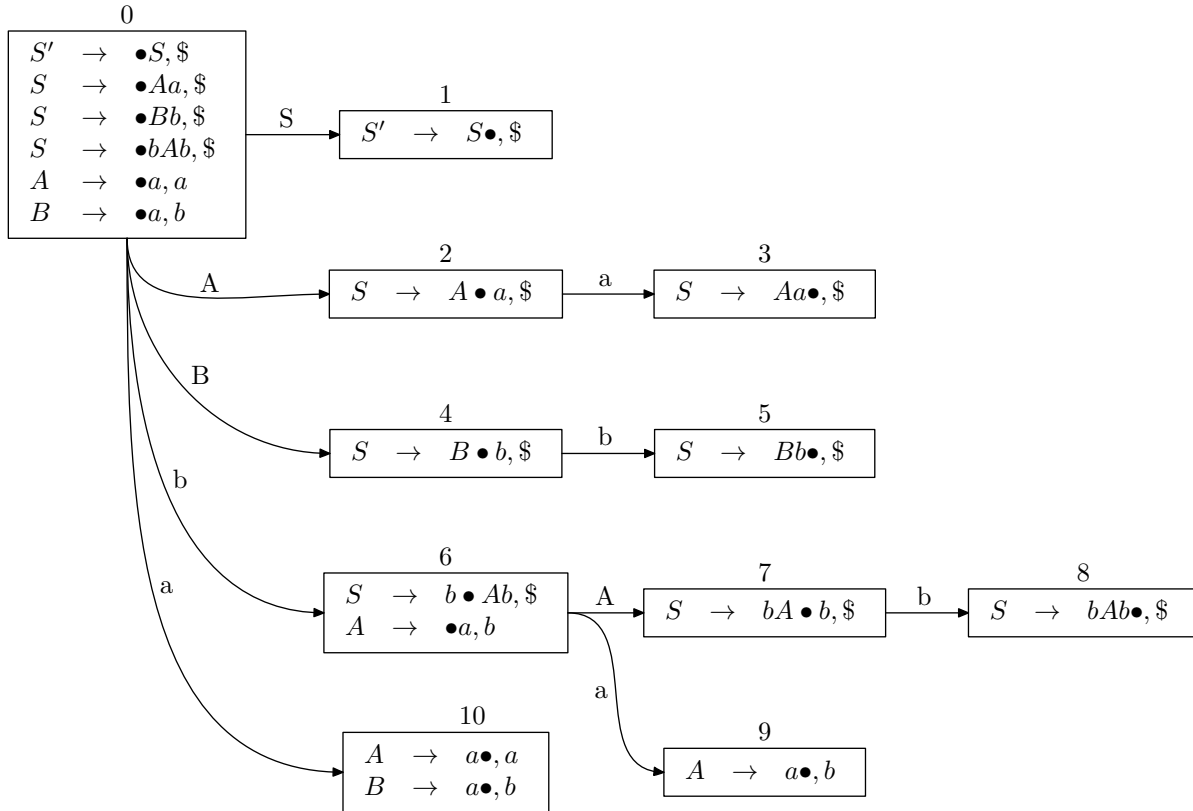 0
S′ → •S, $
S → •Aa, $
S → •Bb, $
S → •bAb, $
A → •a, a
B → •a, b
S
1
S′ → S•, $
A
2
S → A • a, $
a
3
S → Aa•, $
B
4
S → B • b, $
b
5
S → Bb•, $
b
6
S → b • Ab, $
A → •a, b
A
7
S → bA • b, $
b
8
S → bAb•, $
a
10
A → a•, a
B → a•, b
a
9
A → a•, b